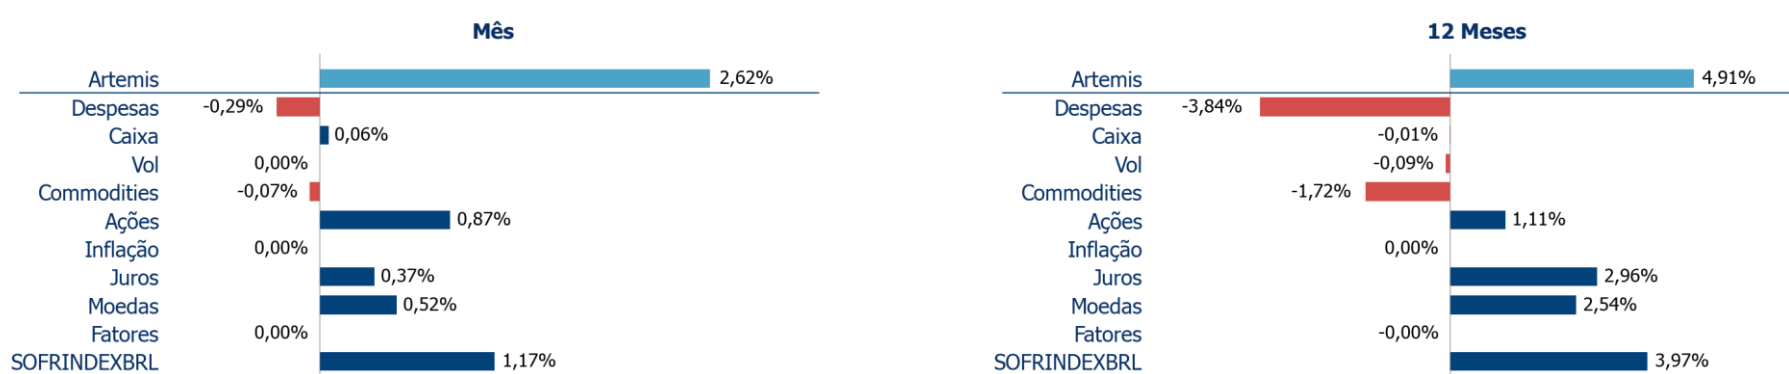 Mês
Artemis 2,62%
Despesas -0,29%
Caixa 0,06%
Vol 0,00%
Commodities -0,07%
Ações 0,87%
Inflação 0,00%
Juros 0,37%
Moedas 0,52%
Fatores 0,00%
SOFRINDEXBRL 1,17%
12 Meses
Artemis 4,91%
Despesas -3,84%
Caixa -0,01%
Vol -0,09%
Commodities -1,72%
Ações 1,11%
Inflação 0,00%
Juros 2,96%
Moedas 2,54%
Fatores -0,00%
SOFRINDEXBRL 3,97%